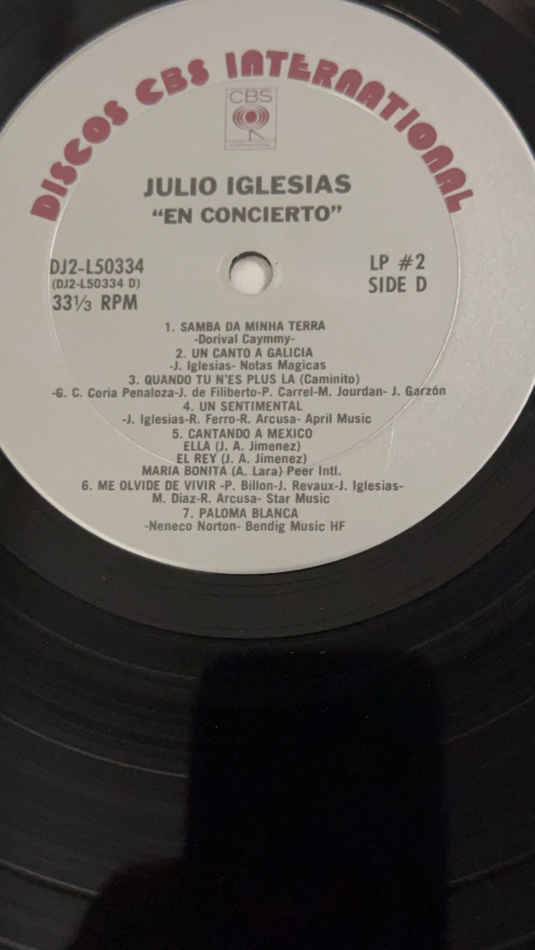 DISCOS CBS INTERNATIONAL
CBS
JULIO IGLESIAS
“EN CONCIERTO”
DJ2-L50334
(DJ2-L50334 D)
33⅓ RPM
LP #2
SIDE D
1. SAMBA DA MINHA TERRA
-Dorival Caymmy-
2. UN CANTO A GALICIA
-J. Iglesias- Notas Magicas
3. QUANDO TU N'ES PLUS LA (Caminito)
-G. C. Coria Penaloza-J. de Filiberto-P. Carrel-M. Jourdan- J. Garzón
4. UN SENTIMENTAL
-J. Iglesias-R. Ferro-R. Arcusa- April Music
5. CANTANDO A MEXICO
ELLA (J. A. Jimenez)
EL REY (J. A. Jimenez)
MARIA BONITA (A. Lara) Peer Intl.
6. ME OLVIDE DE VIVIR -P. Billon-J. Revaux-J. Iglesias-
M. Diaz-R. Arcusa- Star Music
7. PALOMA BLANCA
-Neneco Norton- Bendig Music HF